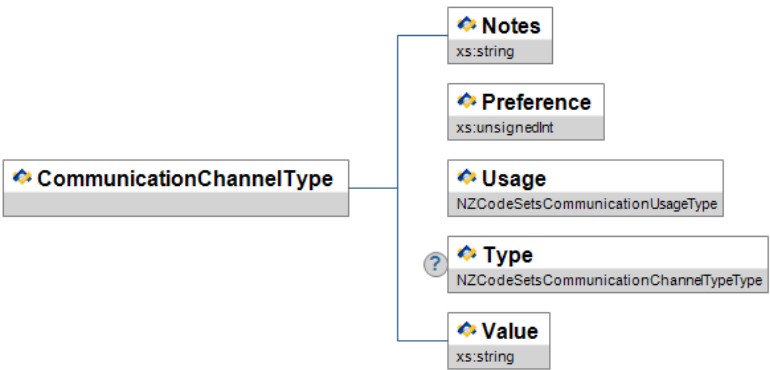 Notes
xs:string
Preference
xs:unsignedInt
CommunicationChannelType
Usage
NZCodeSetsCommunicationUsageType
?
Type
NZCodeSetsCommunicationChannelTypeType
Value
xs:string